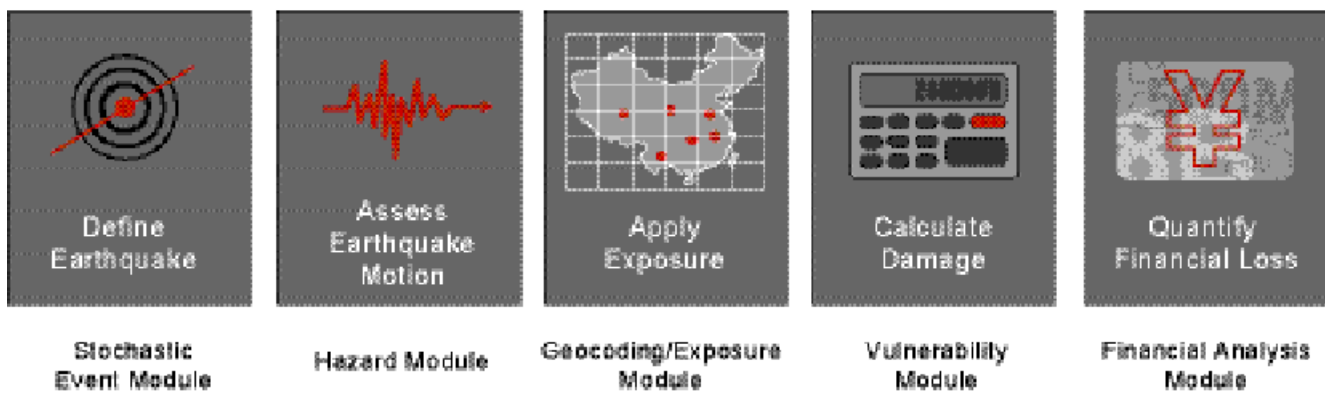 Define
Earthquake
Assess
Earthquake
Motion
Apply
Exposure
Calculate
Damage
Quantify
Financial Loss
Stochastic
Event Module
Hazard Module
Geocoding/Exposure
Module
Vulnerability
Module
Financial Analysis
Module